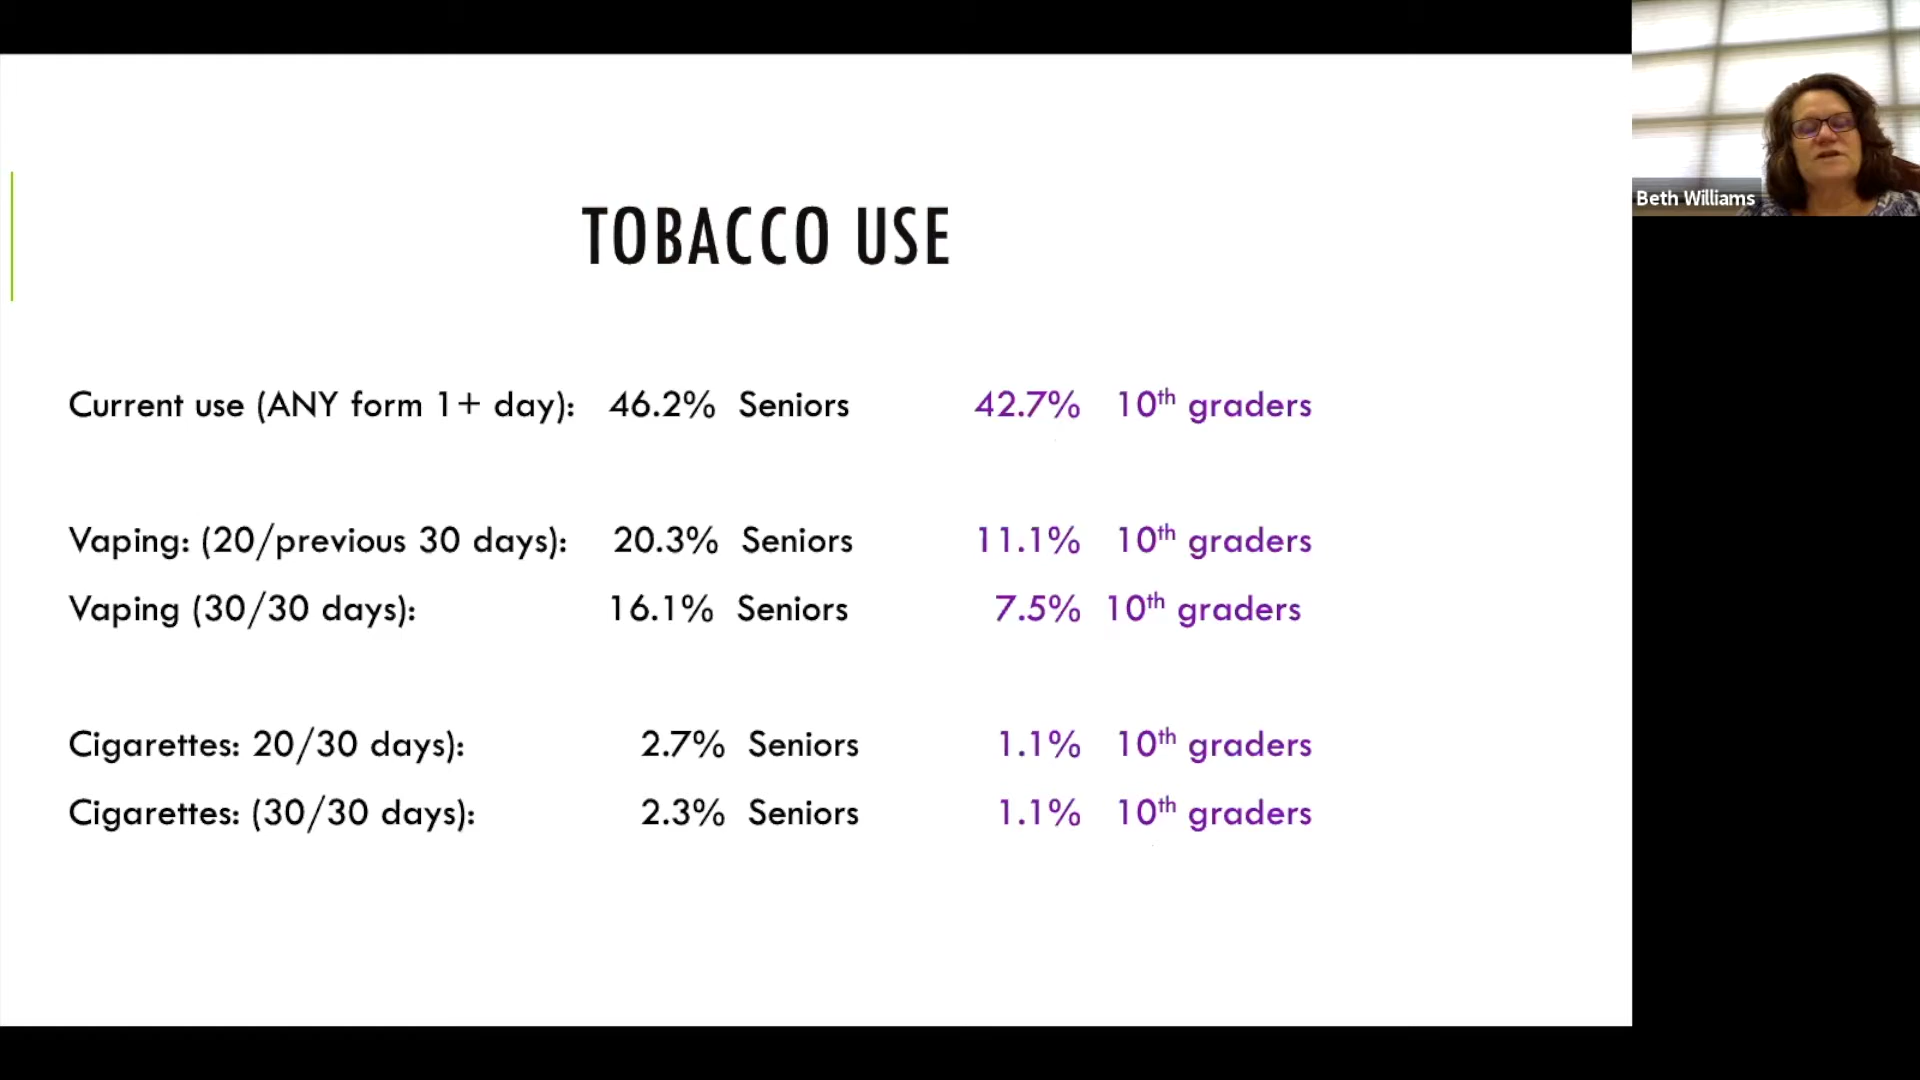 TOBACCO USE
Current use (ANY form 1+ day): 46.2% Seniors 42.7% 10th graders
Vaping: (20/previous 30 days): 20.3% Seniors 11.1% 10th graders
Vaping (30/30 days): 16.1% Seniors 7.5% 10th graders
Cigarettes: 20/30 days): 2.7% Seniors 1.1% 10th graders
Cigarettes: (30/30 days): 2.3% Seniors 1.1% 10th graders
Beth Williams